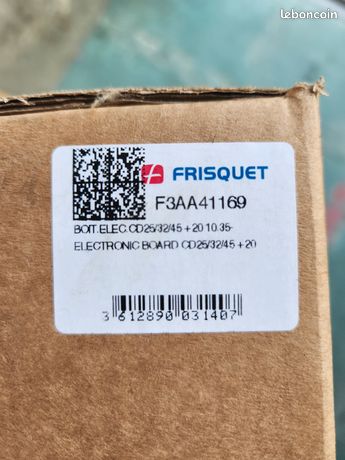 leboncoin
FRISQUET
F3AA41169
BOIT.ELEC.CD25/32/45 + 20 10.35-
ELECTRONIC BOARD CD25/32/45 + 20
3 612890 031407